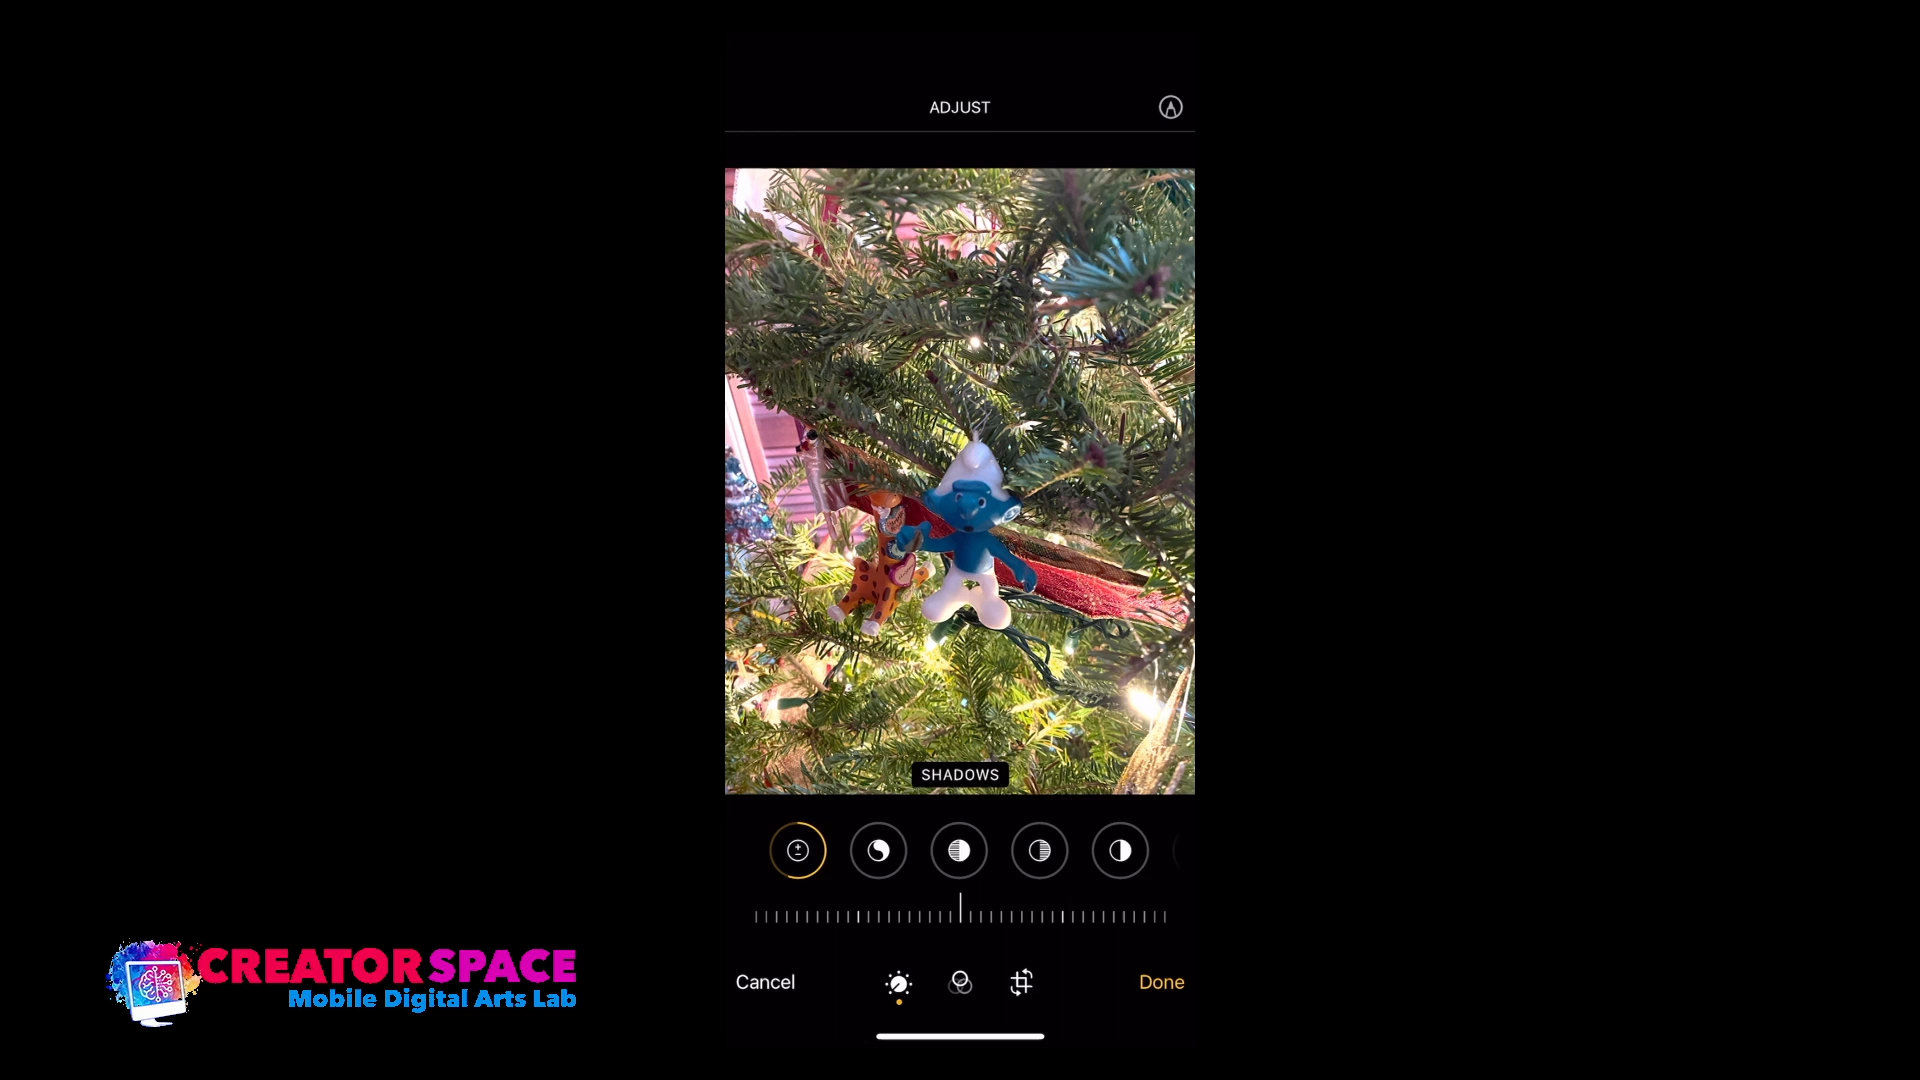 ADJUST
SHADOWS
Cancel
Done
CREATORSPACE
Mobile Digital Arts Lab